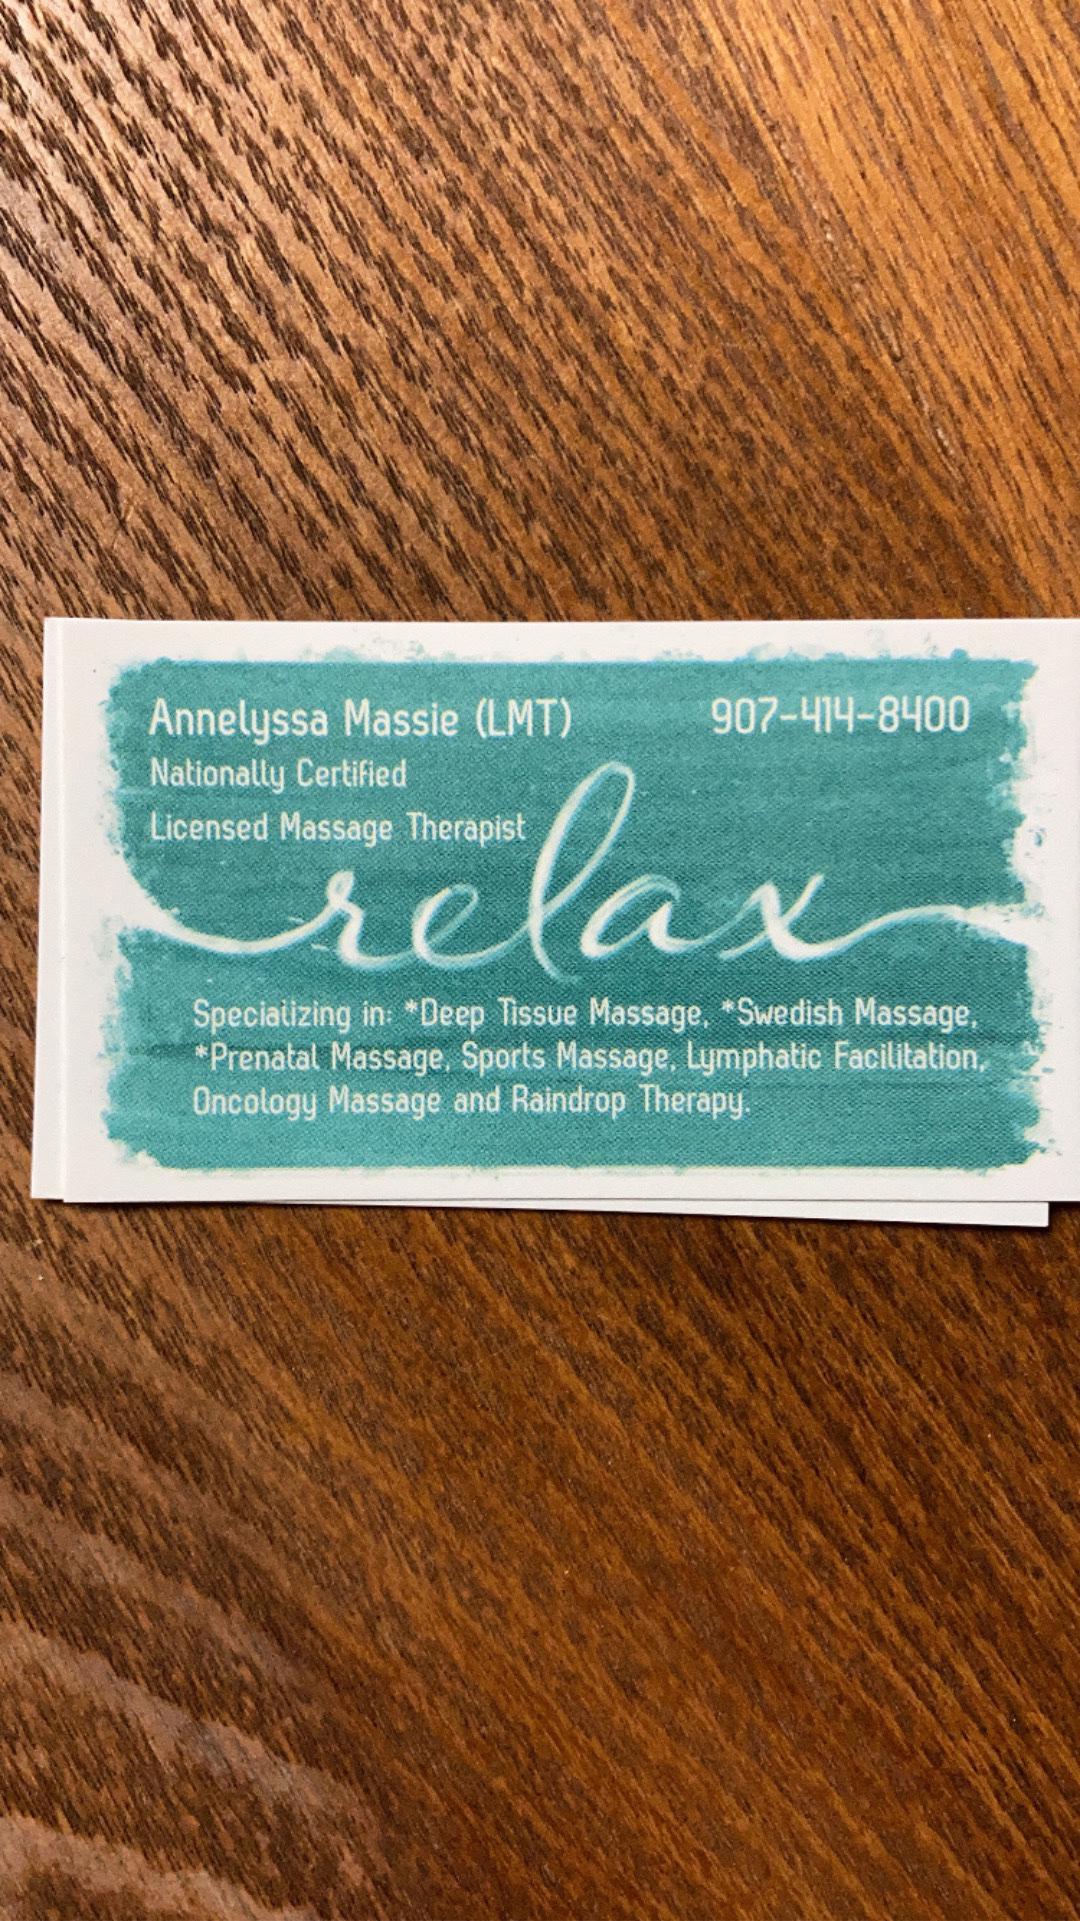 Annelyssa Massie (LMT) 907-414-8400
Nationally Certified
Licensed Massage Therapist
relax
Specializing in: *Deep Tissue Massage, *Swedish Massage,
*Prenatal Massage, Sports Massage, Lymphatic Facilitation,
Oncology Massage and Raindrop Therapy.